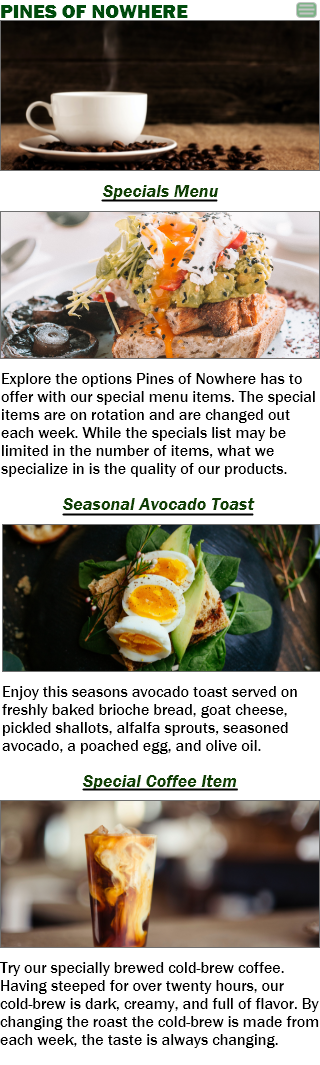 PINES OF NOWHERE
Specials Menu
Explore the options Pines of Nowhere has to
offer with our special menu items. The special
items are on rotation and are changed out
each week. While the specials list may be
limited in the number of items, what we
specialize in is the quality of our products.
Seasonal Avocado Toast
Enjoy this seasons avocado toast served on
freshly baked brioche bread, goat cheese,
pickled shallots, alfalfa sprouts, seasoned
avocado, a poached egg, and olive oil.
Special Coffee Item
Try our specially brewed cold-brew coffee.
Having steeped for over twenty hours, our
cold-brew is dark, creamy, and full of flavor. By
changing the roast the cold-brew is made from
each week, the taste is always changing.